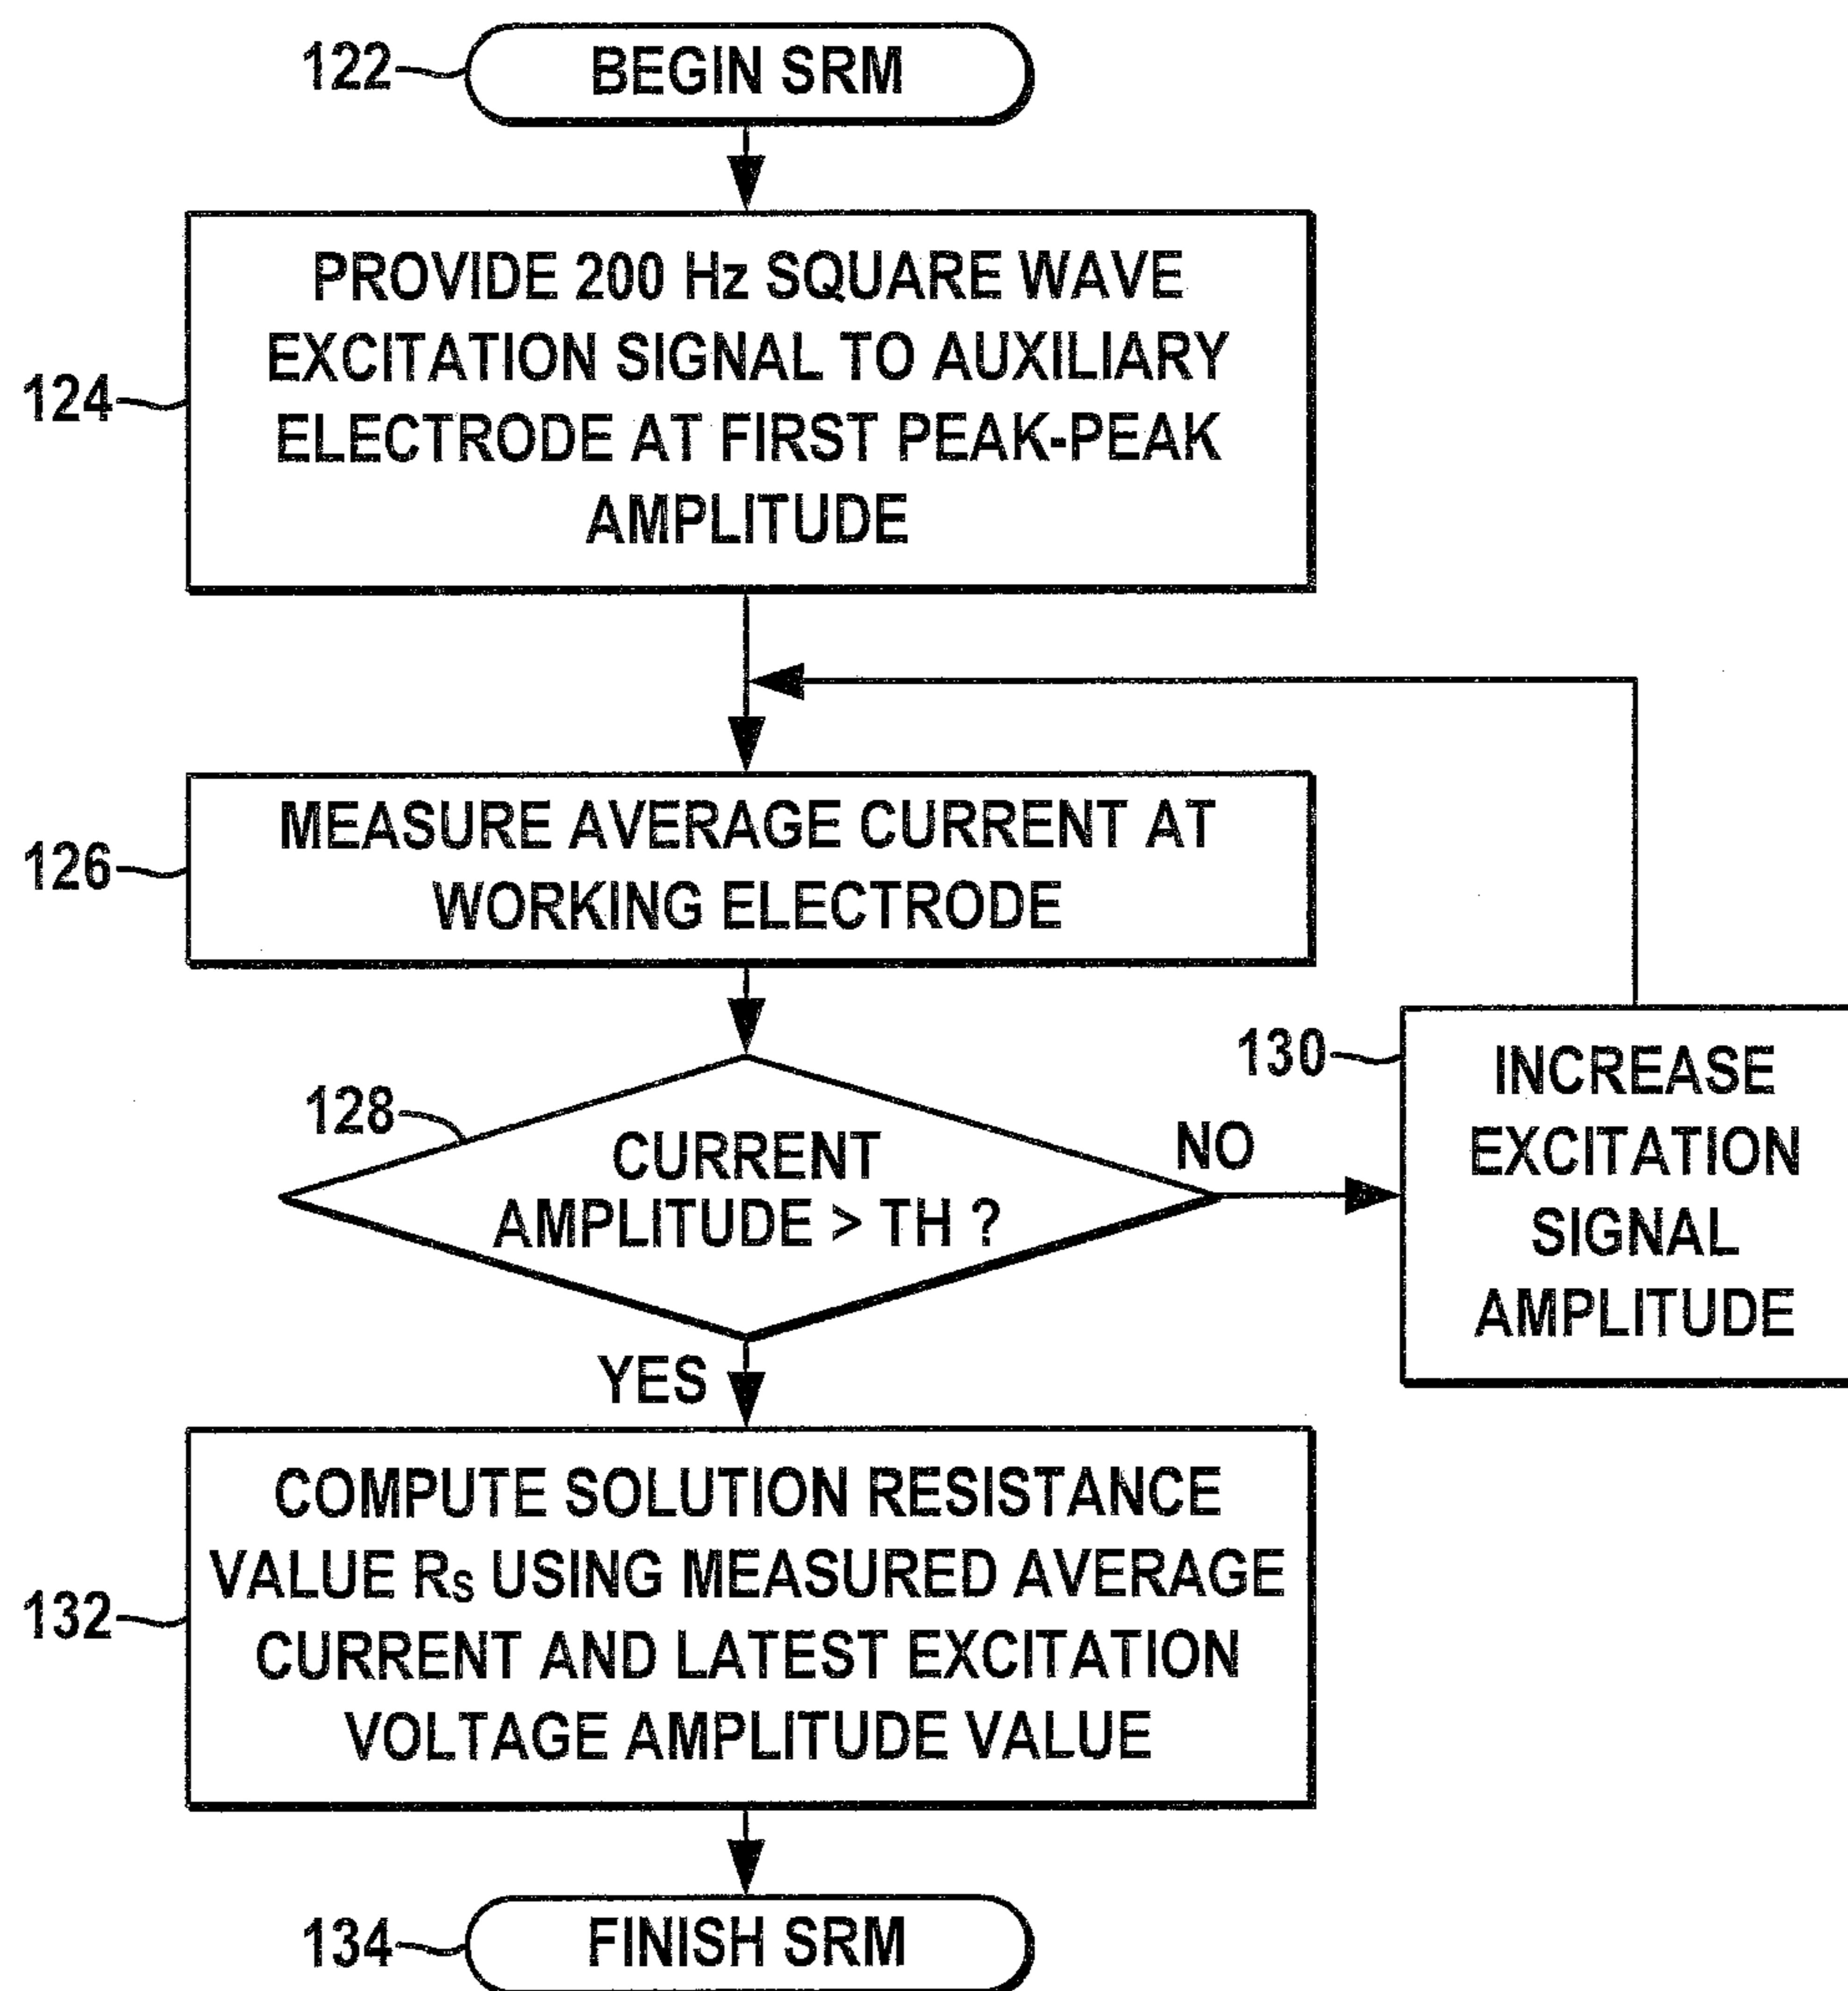 122
BEGIN SRM
124
PROVIDE 200 Hz SQUARE WAVE
EXCITATION SIGNAL TO AUXILIARY
ELECTRODE AT FIRST PEAK-PEAK
AMPLITUDE
126
MEASURE AVERAGE CURRENT AT
WORKING ELECTRODE
128
CURRENT
AMPLITUDE > TH ?
NO
130
INCREASE
EXCITATION
SIGNAL
AMPLITUDE
YES
132
COMPUTE SOLUTION RESISTANCE
VALUE RS USING MEASURED AVERAGE
CURRENT AND LATEST EXCITATION
VOLTAGE AMPLITUDE VALUE
134
FINISH SRM